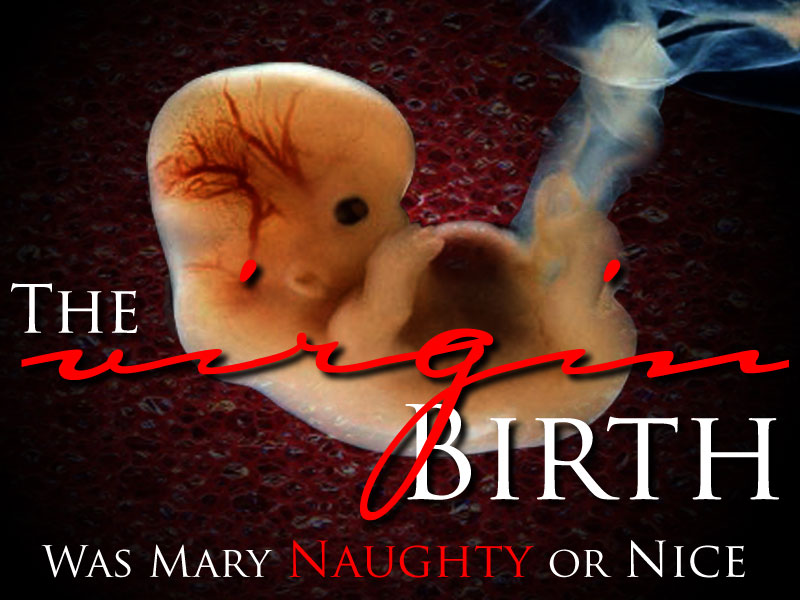 The
virgin
Birth
Was Mary Naughty or Nice